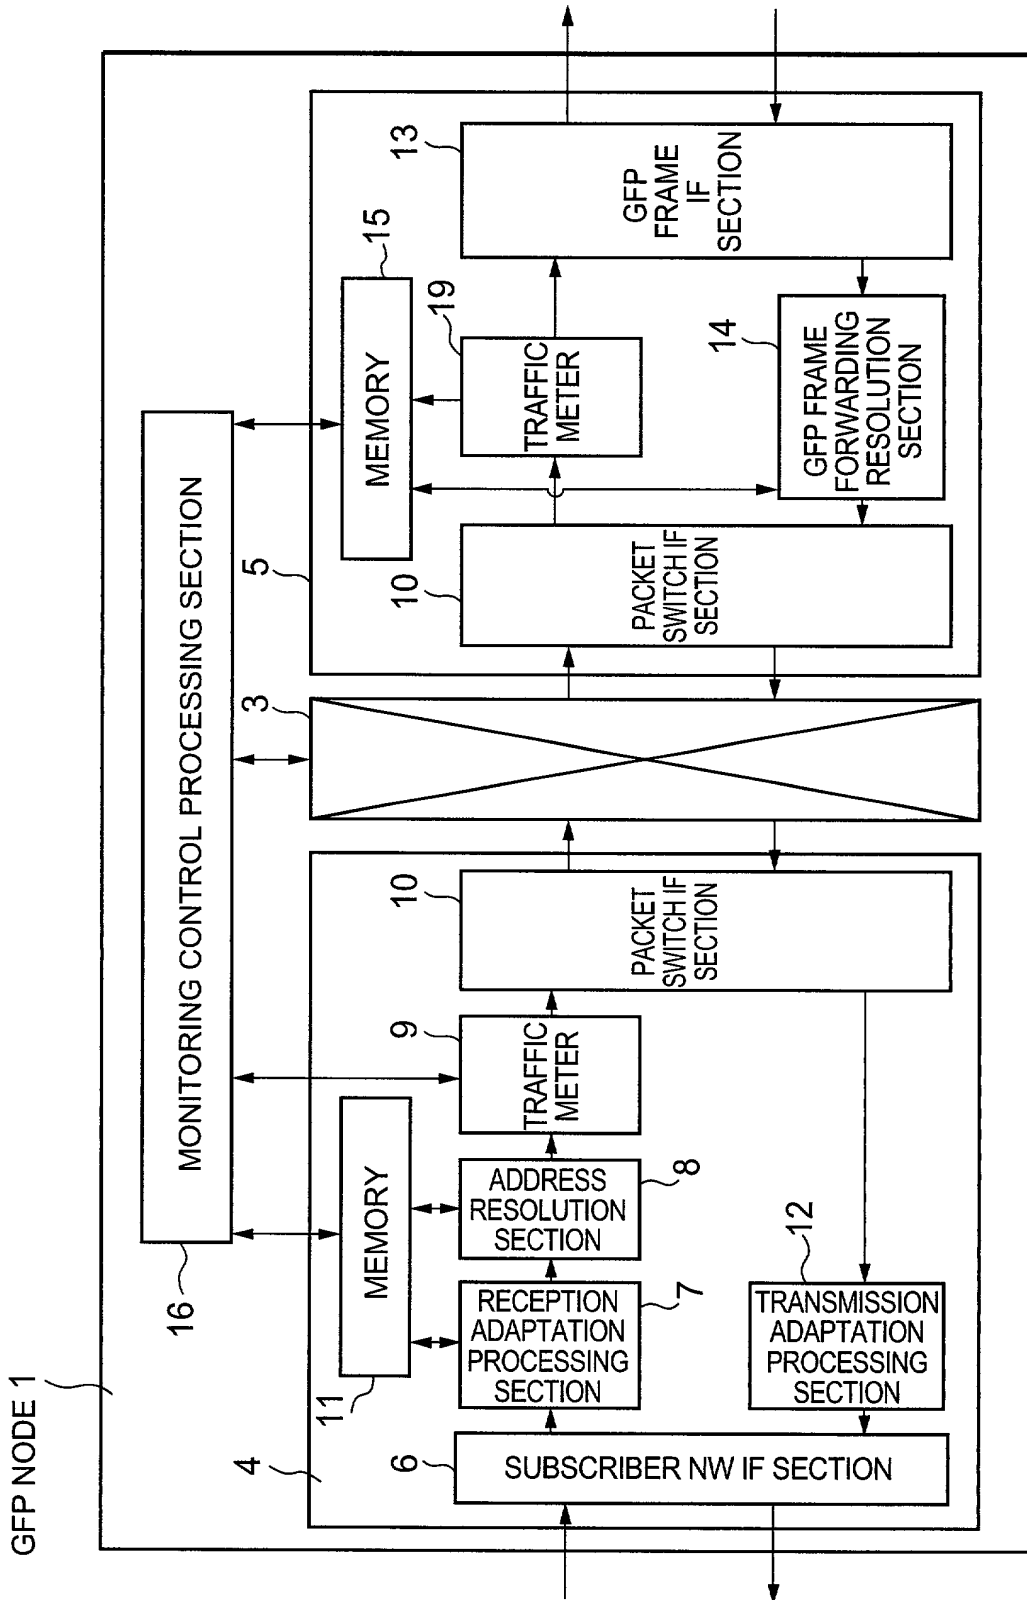 GFP NODE 1
16
MONITORING CONTROL PROCESSING SECTION
4
11
MEMORY
6
SUBSCRIBER NW IF SECTION
7
RECEPTION
ADAPTATION
PROCESSING
SECTION
8
ADDRESS
RESOLUTION
SECTION
9
TRAFFIC
METER
10
PACKET
SWITCH IF
SECTION
12
TRANSMISSION
ADAPTATION
PROCESSING
SECTION
3
5
15
MEMORY
10
PACKET
SWITCH IF
SECTION
19
TRAFFIC
METER
13
GFP
FRAME
IF
SECTION
14
GFP FRAME
FORWARDING
RESOLUTION
SECTION